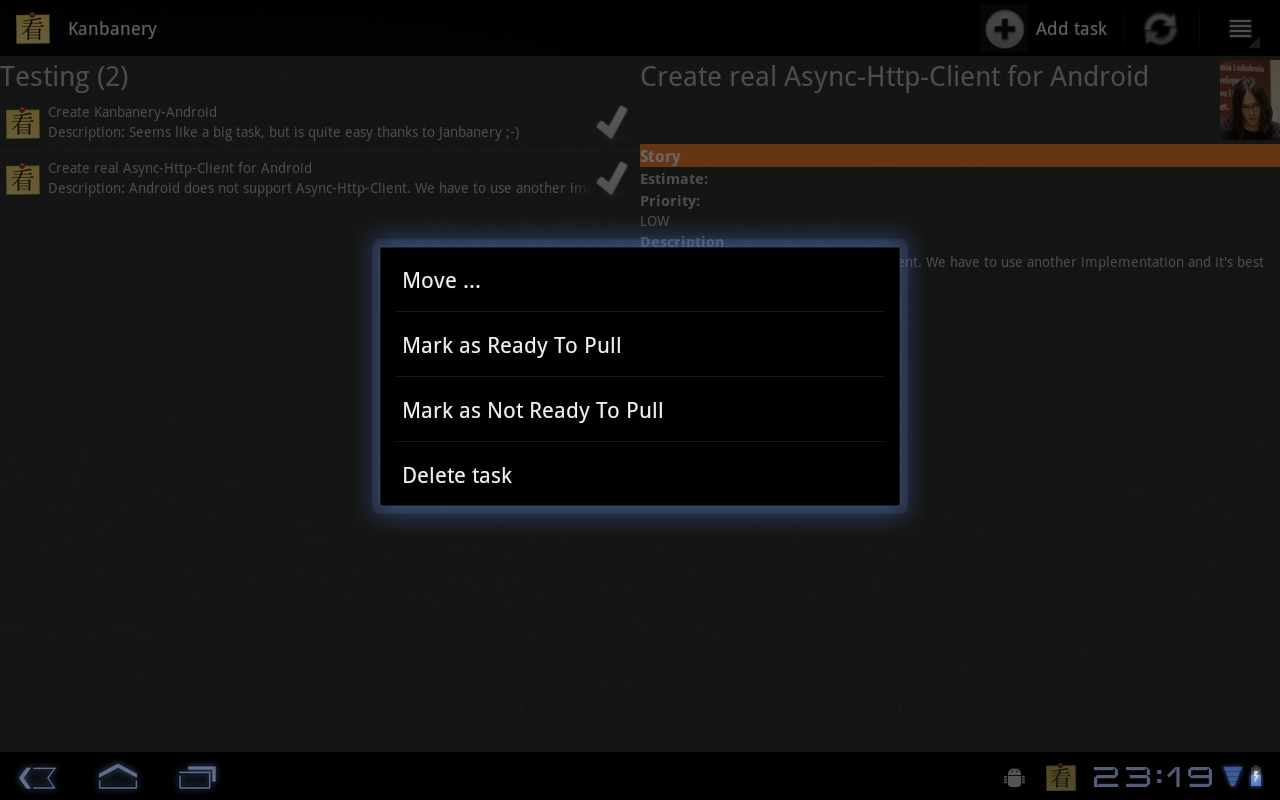 看 Kanbanery
Add task
Testing (2)
看 Create Kanbanery-Android
Description: Seems like a big task, but is quite easy thanks to Janbanery ;-)
看 Create real Async-Http-Client for Android
Description: Android does not support Async-Http-Client. We have to use another im
Create real Async-Http-Client for Android
Story
Estimate:
Priority:
LOW
Description
ent. We have to use another implementation and it's best
Move ...
Mark as Ready To Pull
Mark as Not Ready To Pull
Delete task
看 23:19